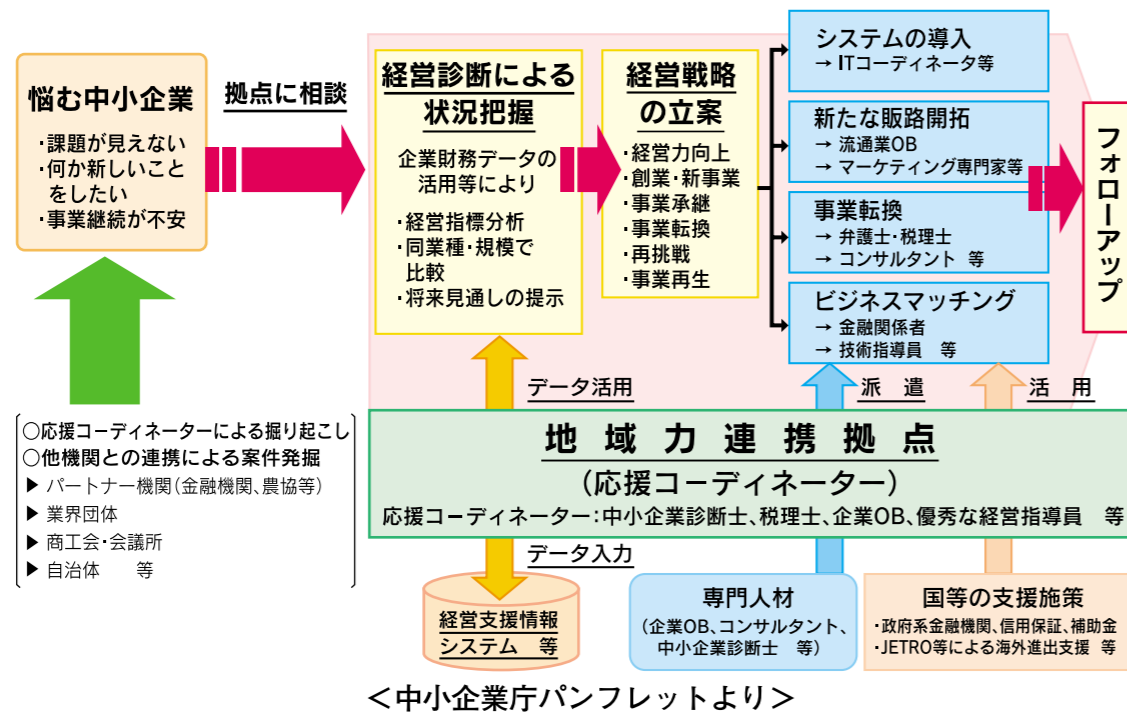 悩む中小企業
・課題が見えない
・何か新しいこと
をしたい
・事業継続が不安
拠点に相談
経営診断による
状況把握
企業財務データの
活用等により
・経営指標分析
・同業種・規模で
比較
・将来見通しの提示
経営戦略
の立案
・経営力向上
・創業・新事業
・事業承継
・事業転換
・再挑戦
・事業再生
システムの導入
→ ITコーディネータ等
新たな販路開拓
→ 流通業OB
→ マーケティング専門家等
事業転換
→ 弁護士・税理士
→ コンサルタント 等
ビジネスマッチング
→ 金融関係者
→ 技術指導員 等
フォローアップ
○応援コーディネーターによる掘り起こし
○他機関との連携による案件発掘
▶ パートナー機関(金融機関、農協等)
▶ 業界団体
▶ 商工会・会議所
▶ 自治体 等
データ活用
派 遣
活 用
地 域 力 連 携 拠 点
(応援コーディネーター)
応援コーディネーター:中小企業診断士、税理士、企業OB、優秀な経営指導員 等
データ入力
経営支援情報
システム 等
専門人材
(企業OB、コンサルタント、
中小企業診断士 等)
国等の支援施策
・政府系金融機関、信用保証、補助金
・JETRO等による海外進出支援 等
<中小企業庁パンフレットより>